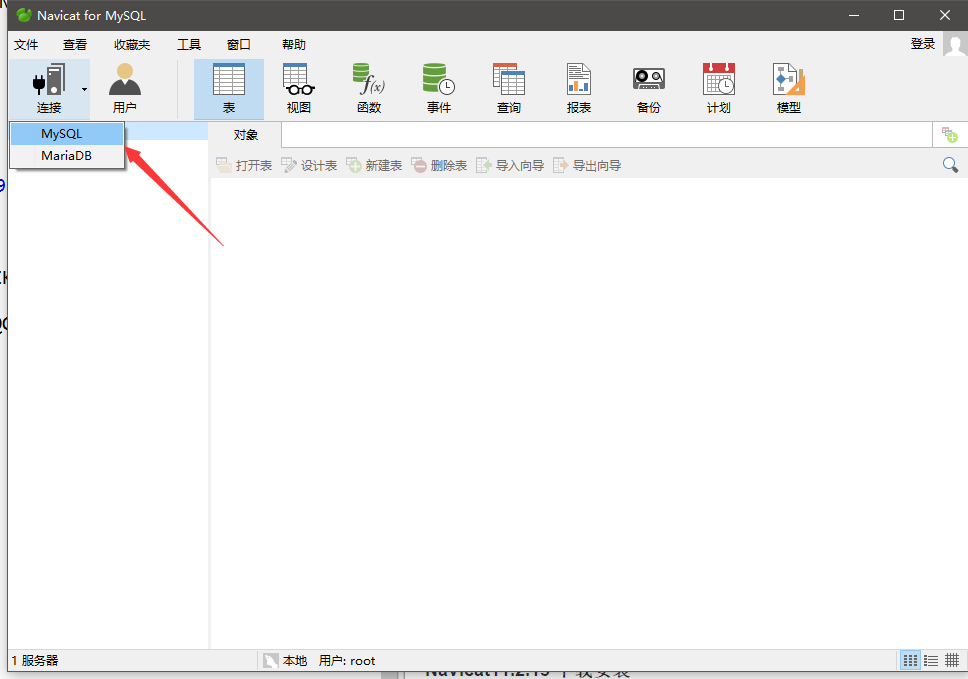 Navicat for MySQL
文件 查看 收藏夹 工具 窗口 帮助 登录
连接 用户 表 视图 函数 事件 查询 报表 备份 计划 模型
MySQL 对象
MariaDB
打开表 设计表 新建表 删除表 导入向导 导出向导
1 服务器 本地 用户: root